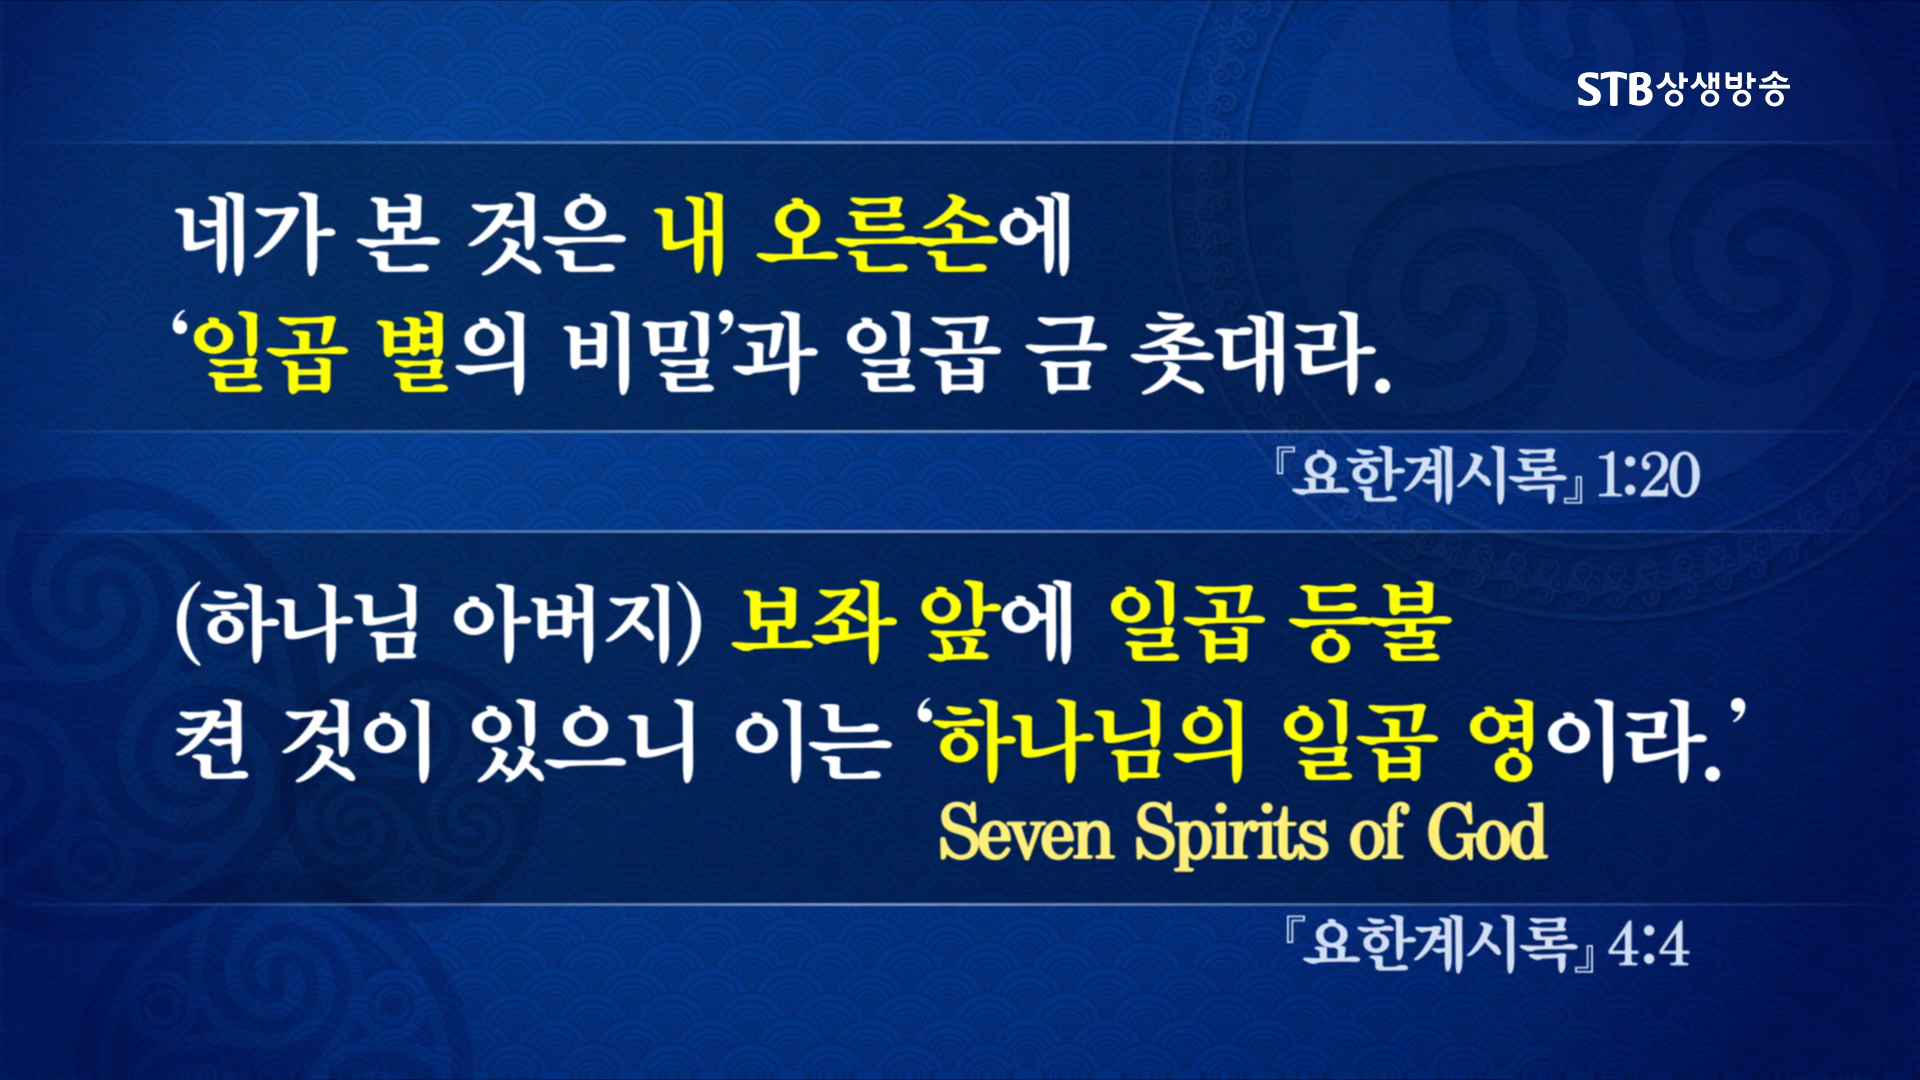 STB상생방송
네가 본 것은 내 오른손에
‘일곱 별의 비밀’과 일곱 금 촛대라.
『요한계시록』 1:20
(하나님 아버지) 보좌 앞에 일곱 등불
켠 것이 있으니 이는 ‘하나님의 일곱 영이라.’
Seven Spirits of God
『요한계시록』 4:4